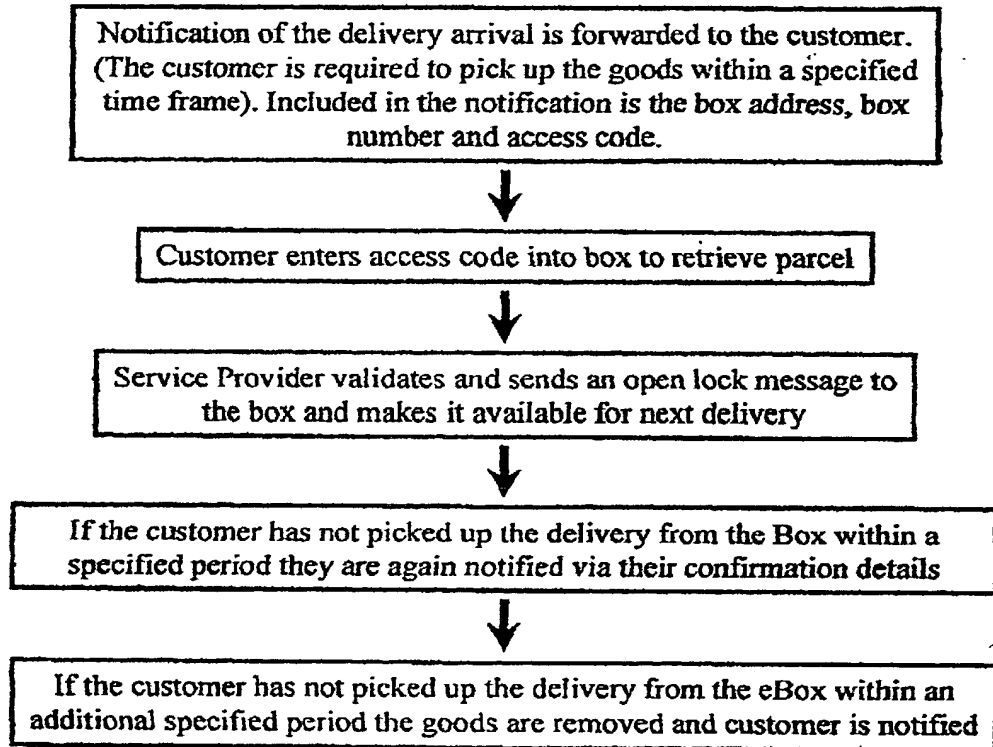 Notification of the delivery arrival is forwarded to the customer.
(The customer is required to pick up the goods within a specified
time frame). Included in the notification is the box address, box
number and access code.
Customer enters access code into box to retrieve parcel
Service Provider validates and sends an open lock message to
the box and makes it available for next delivery
If the customer has not picked up the delivery from the Box within a
specified period they are again notified via their confirmation details
If the customer has not picked up the delivery from the eBox within an
additional specified period the goods are removed and customer is notified